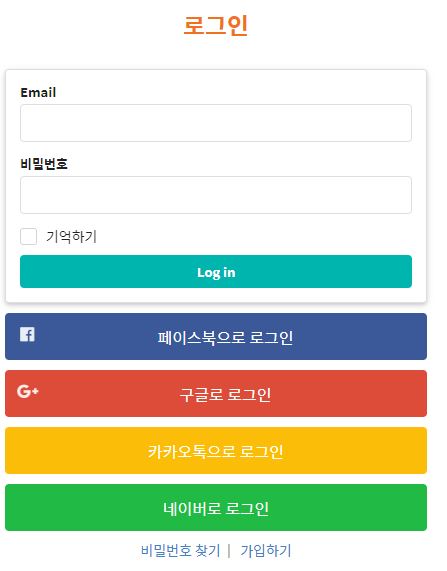 로그인
Email
비밀번호
기억하기
Log in
페이스북으로 로그인
G+ 구글로 로그인
카카오톡으로 로그인
네이버로 로그인
비밀번호 찾기 | 가입하기